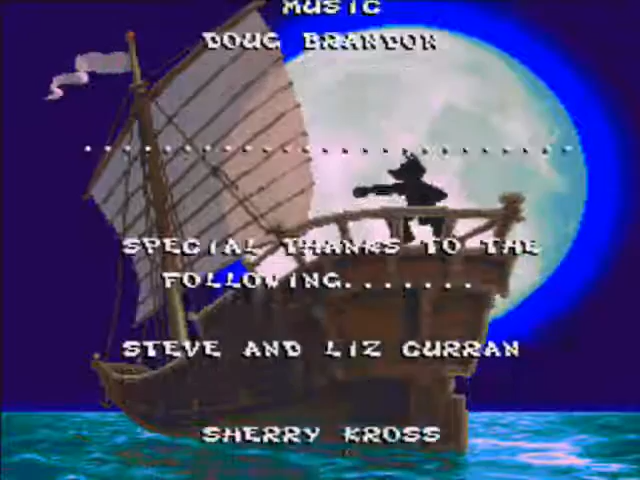 MUSIC
DOUG BRANDON
SPECIAL THANKS TO THE
FOLLOWING.......
STEVE AND LIZ CURRAN
SHERRY KROSS